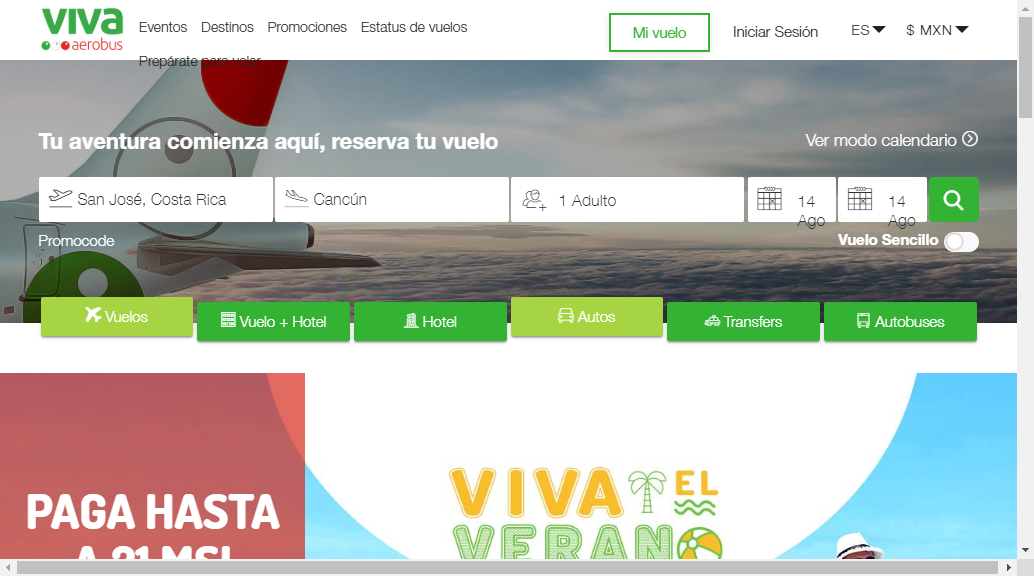 viva
aerobus
Eventos Destinos Promociones Estatus de vuelos
Prepárate para volar
Mi vuelo
Iniciar Sesión
ES
$ MXN
Tu aventura comienza aquí, reserva tu vuelo
Ver modo calendario
San José, Costa Rica
Cancún
1 Adulto
14 Ago
14 Ago
Promocode
Vuelo Sencillo
Vuelos
Vuelo + Hotel
Hotel
Autos
Transfers
Autobuses
PAGA HASTA
A 21 MSI
VIVA EL
VERANO